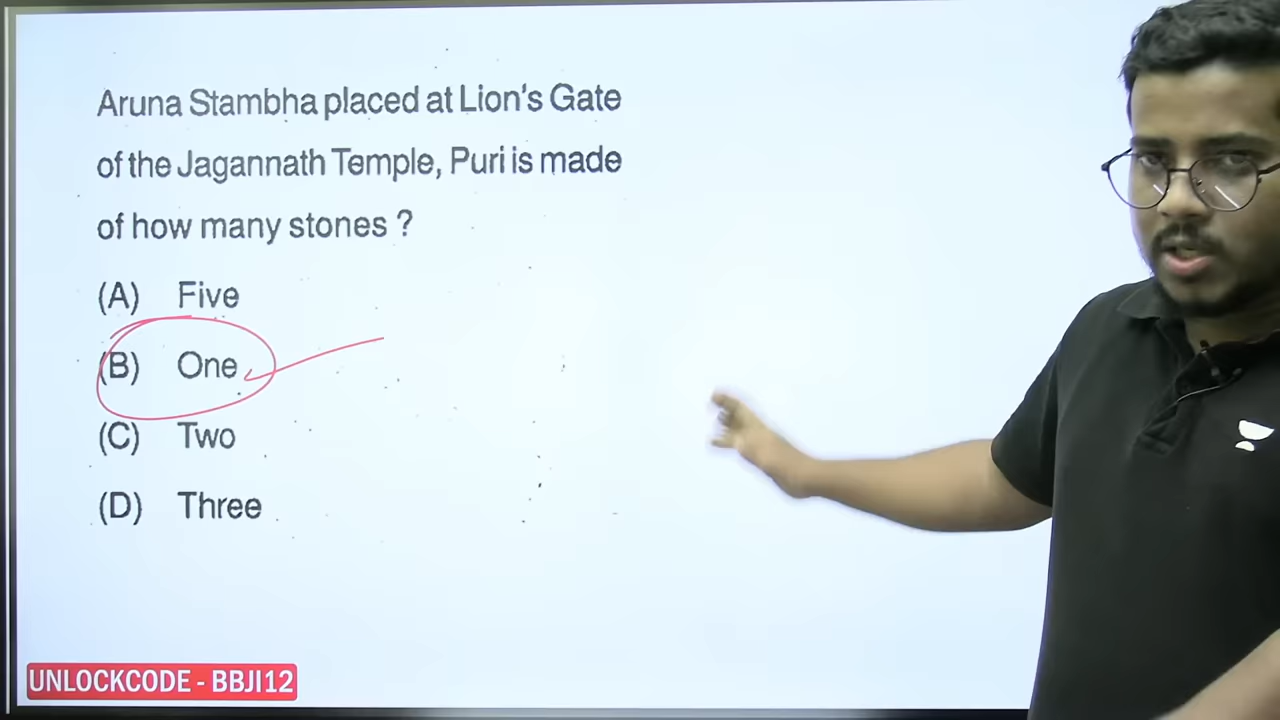 Aruna Stambha placed at Lion's Gate
of the Jagannath Temple, Puri is made
of how many stones ?
(A) Five
(B) One
(C) Two
(D) Three
UNLOCKCODE - BBJI12